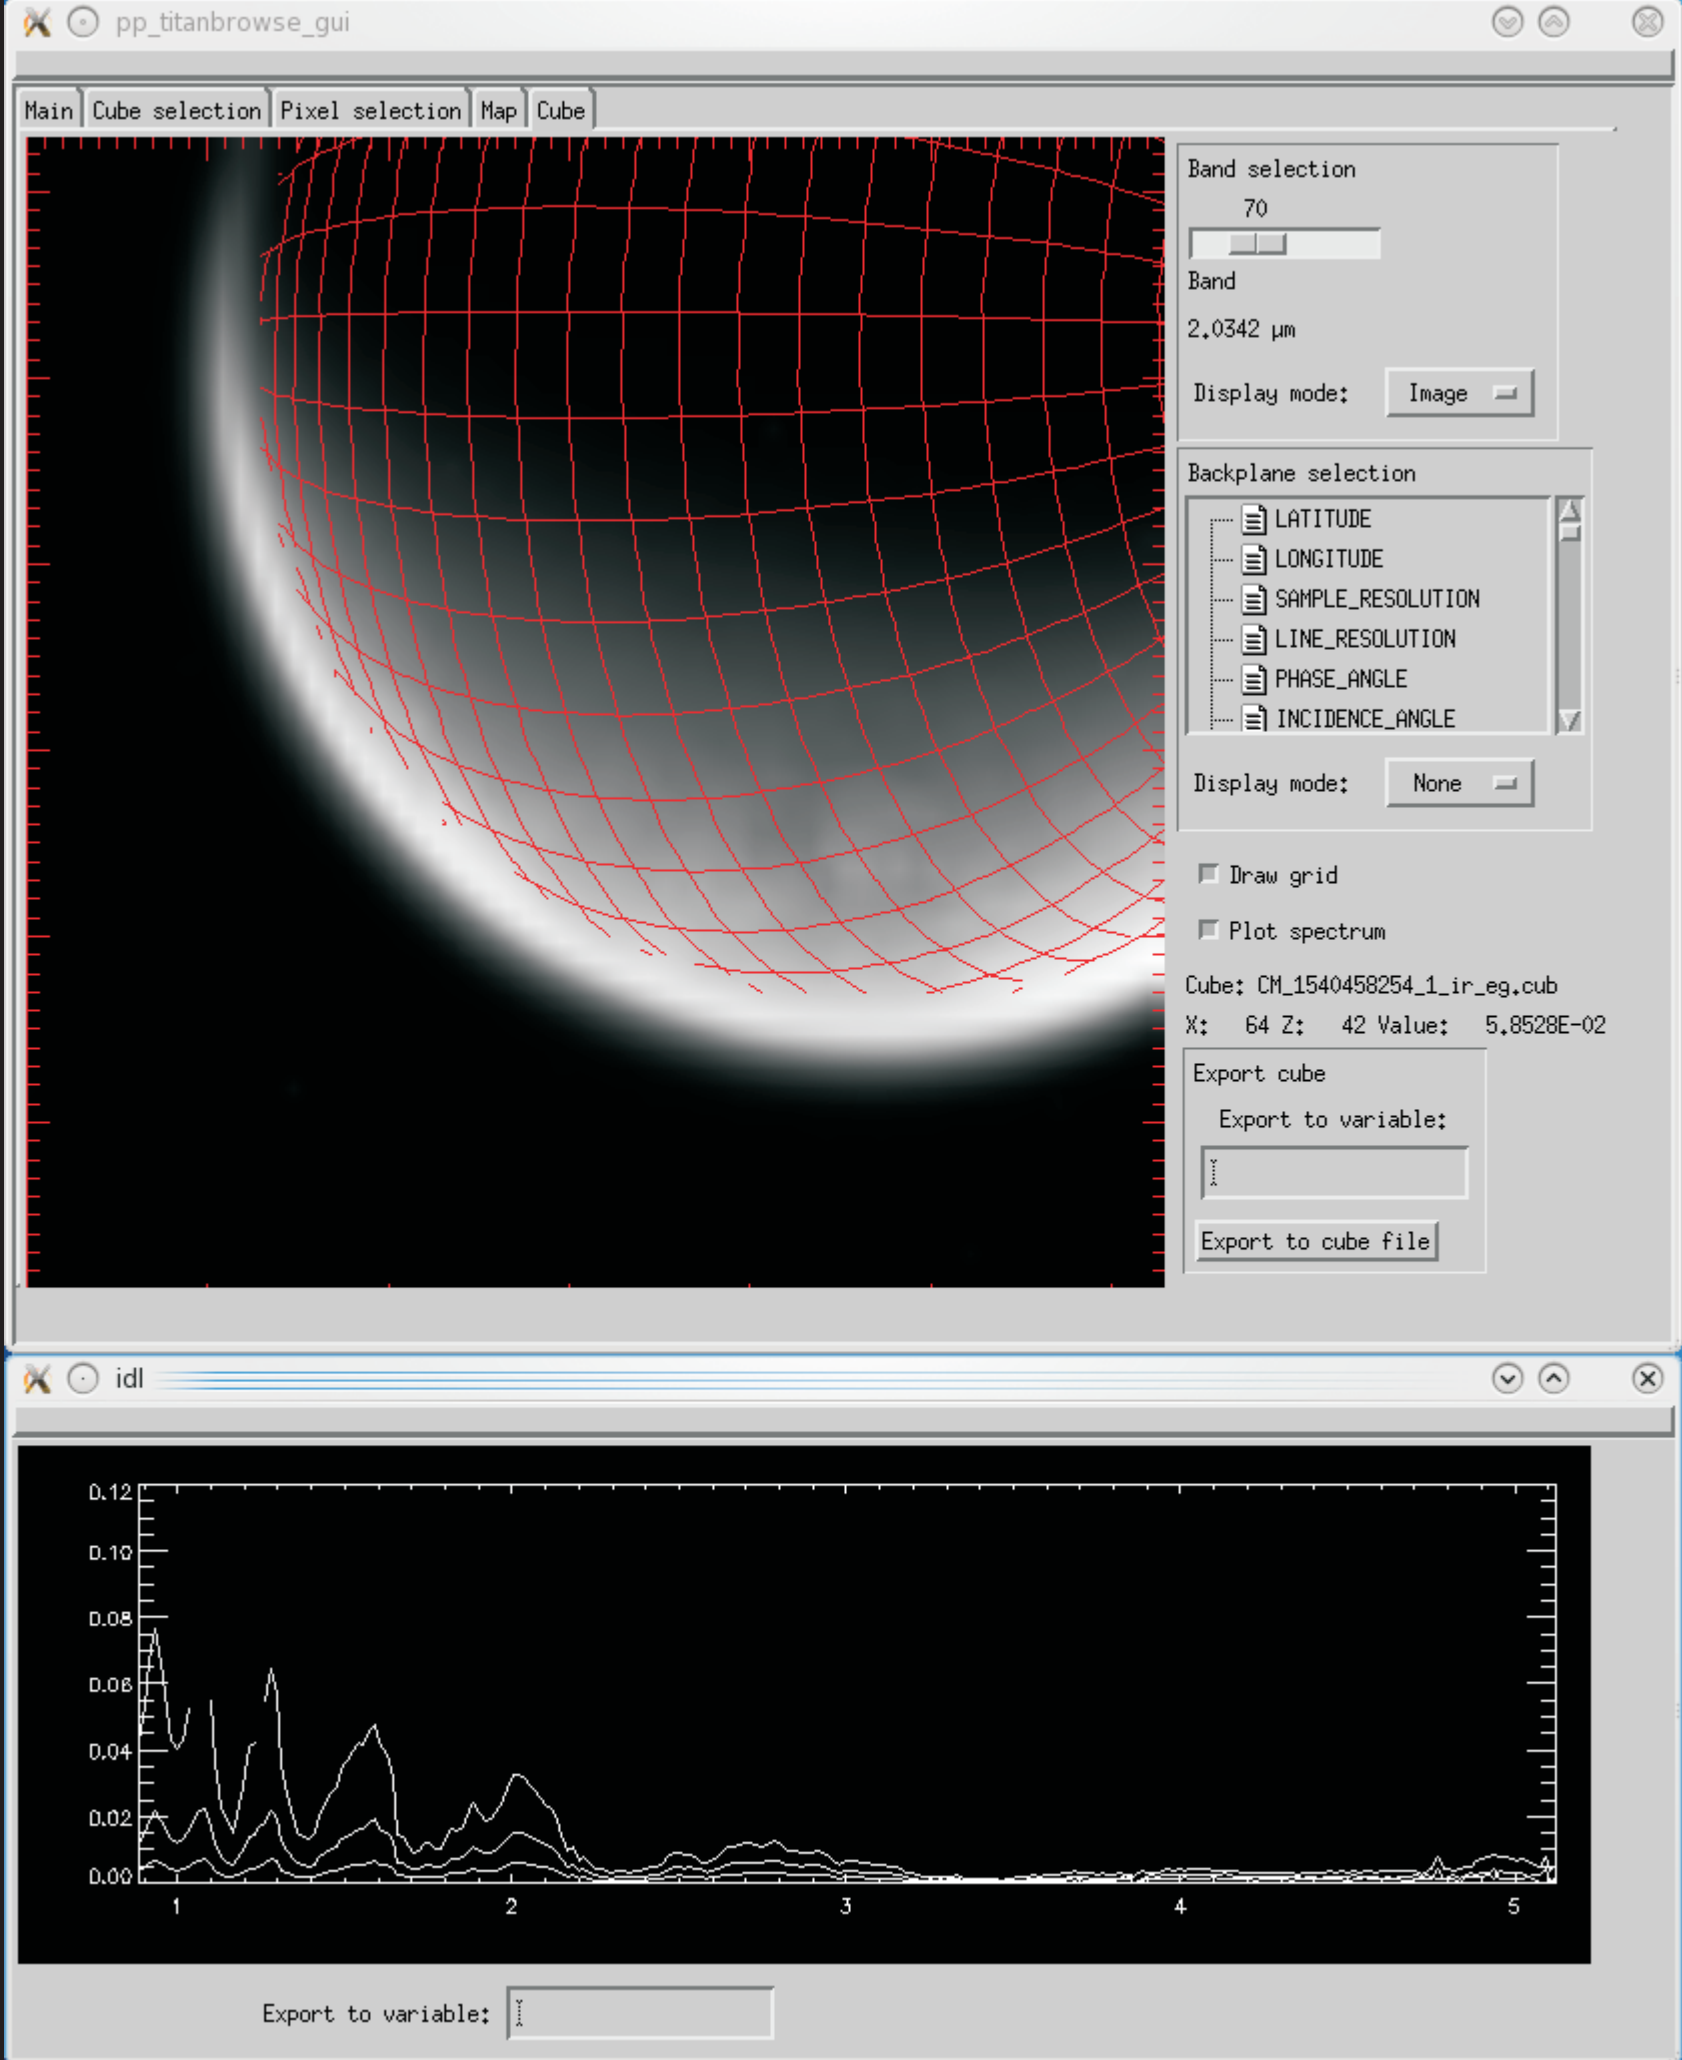 pp_titanbrowse_gui
Main Cube selection Pixel selection Map Cube
Band selection
70
Band
2.0342 µm
Display mode: Image
Backplane selection
LATITUDE
LONGITUDE
SAMPLE_RESOLUTION
LINE_RESOLUTION
PHASE_ANGLE
INCIDENCE_ANGLE
Display mode: None
Draw grid
Plot spectrum
Cube: CM_1540458254_1_ir_eg.cub
X: 64 Z: 42 Value: 5.8528E-02
Export cube
Export to variable:
Export to cube file
idl
0.12
0.10
0.08
0.06
0.04
0.02
0.00
1 2 3 4 5
Export to variable: